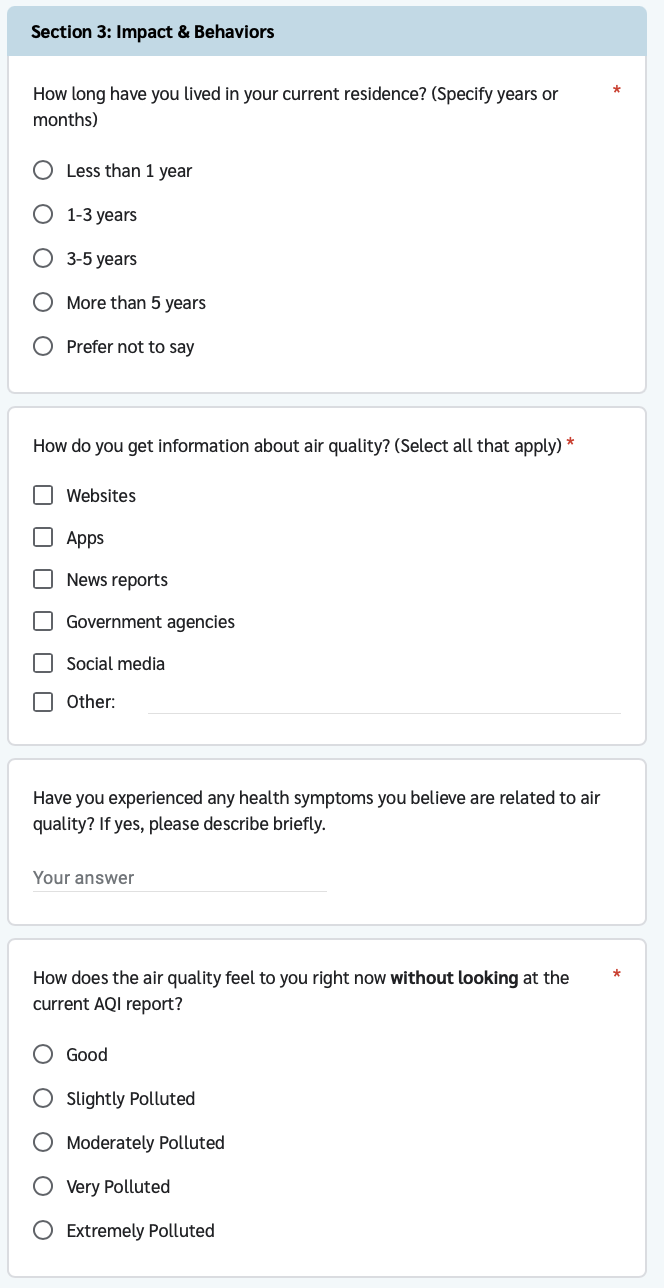 Section 3: Impact & Behaviors
How long have you lived in your current residence? (Specify years or *
months)
Less than 1 year
1-3 years
3-5 years
More than 5 years
Prefer not to say
How do you get information about air quality? (Select all that apply) *
Websites
Apps
News reports
Government agencies
Social media
Other:
Have you experienced any health symptoms you believe are related to air
quality? If yes, please describe briefly.
Your answer
How does the air quality feel to you right now without looking at the *
current AQI report?
Good
Slightly Polluted
Moderately Polluted
Very Polluted
Extremely Polluted